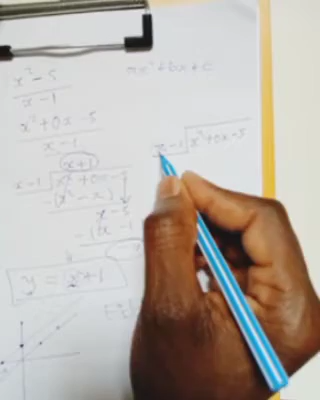 x² - 5
x - 1
ax² + bx + c
x² + 0x - 5
x - 1
x - 1 x² + 0x - 5
x + 1
x - 1 x² + 0x - 5
- (x² - x)
x - 5
- (x - 1
y = x + 1